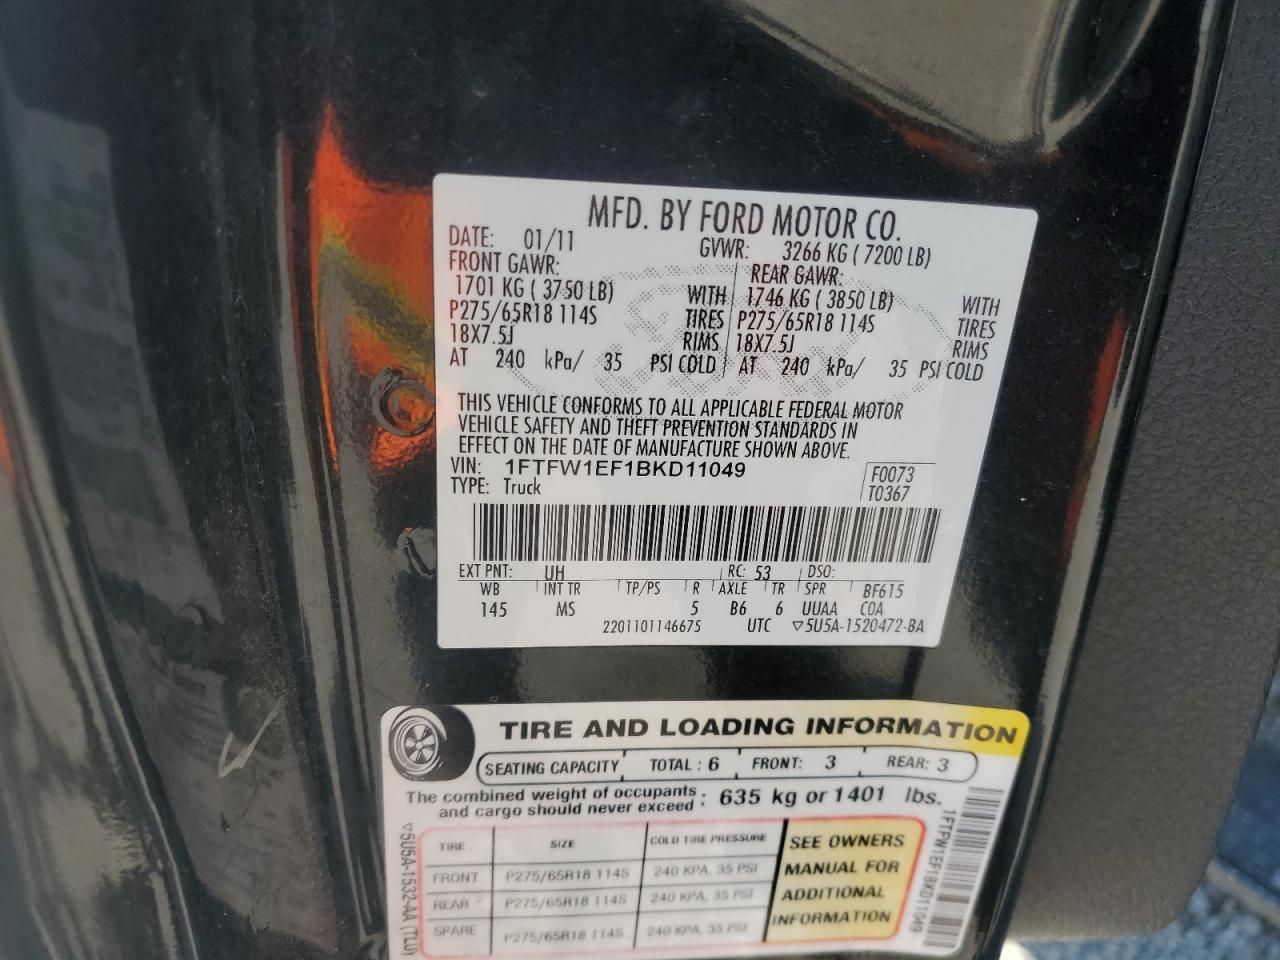 MFD. BY FORD MOTOR CO.
DATE: 01/11 GVWR: 3266 KG ( 7200 LB)
FRONT GAWR: REAR GAWR:
1701 KG ( 3750 LB) WITH 1746 KG ( 3850 LB) WITH
P275/65R18 114S TIRES P275/65R18 114S TIRES
18X7.5J RIMS 18X7.5J RIMS
AT 240 kPa/ 35 PSI COLD AT 240 kPa/ 35 PSI COLD
THIS VEHICLE CONFORMS TO ALL APPLICABLE FEDERAL MOTOR
VEHICLE SAFETY AND THEFT PREVENTION STANDARDS IN
EFFECT ON THE DATE OF MANUFACTURE SHOWN ABOVE.
VIN: 1FTFW1EF1BKD11049 F0073
TYPE: Truck T0367
EXT PNT: UH RC: 53 DSO:
WB INT TR TP/PS R AXLE TR SPR BF615
145 MS 5 B6 6 UUAA COA
2201101146675 UTC ▽5U5A-1520472-BA
TIRE AND LOADING INFORMATION
SEATING CAPACITY TOTAL : 6 FRONT: 3 REAR: 3
The combined weight of occupants
and cargo should never exceed : 635 kg or 1401 lbs.
TIRE SIZE COLD TIRE PRESSURE
FRONT P275/65R18 114S 240 KPA, 35 PSI
REAR P275/65R18 114S 240 KPA, 35 PSI
SPARE P275/65R18 114S 240 KPA, 35 PSI
SEE OWNERS
MANUAL FOR
ADDITIONAL
INFORMATION
▽5U5A-1532-AA (TLU)
1FTFW1EF1BKD11049